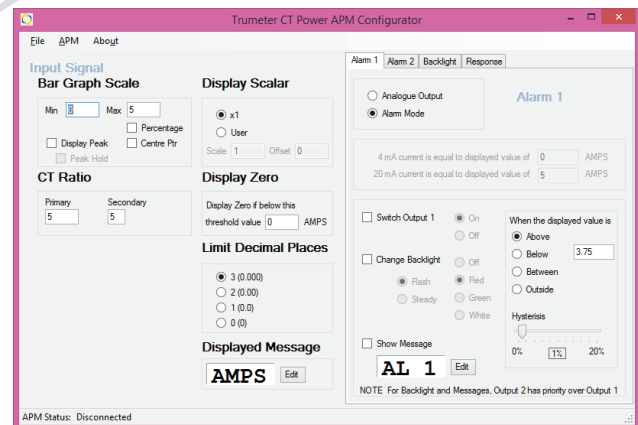 Trumeter CT Power APM Configurator
File APM About
Input Signal
Bar Graph Scale
Min 0 Max 5
Percentage
Display Peak Centre Ptr
Peak Hold
CT Ratio
Primary Secondary
5 5
Display Scalar
x1
User
Scale 1 Offset 0
Display Zero
Display Zero if below this
threshold value 0 AMPS
Limit Decimal Places
3 (0.000)
2 (0.00)
1 (0.0)
0 (0)
Displayed Message
AMPS Edit
Alarm 1 Alarm 2 Backlight Response
Analogue Output
Alarm Mode
Alarm 1
4 mA current is equal to displayed value of 0 AMPS
20 mA current is equal to displayed value of 5 AMPS
Switch Output 1 On
Off
Change Backlight Off
Flash Red
Steady Green
White
Show Message
AL 1 Edit
When the displayed value is
Above
Below 3.75
Between
Outside
Hysterisis
0% 1% 20%
NOTE For Backlight and Messages, Output 2 has priority over Output 1
APM Status: Disconnected